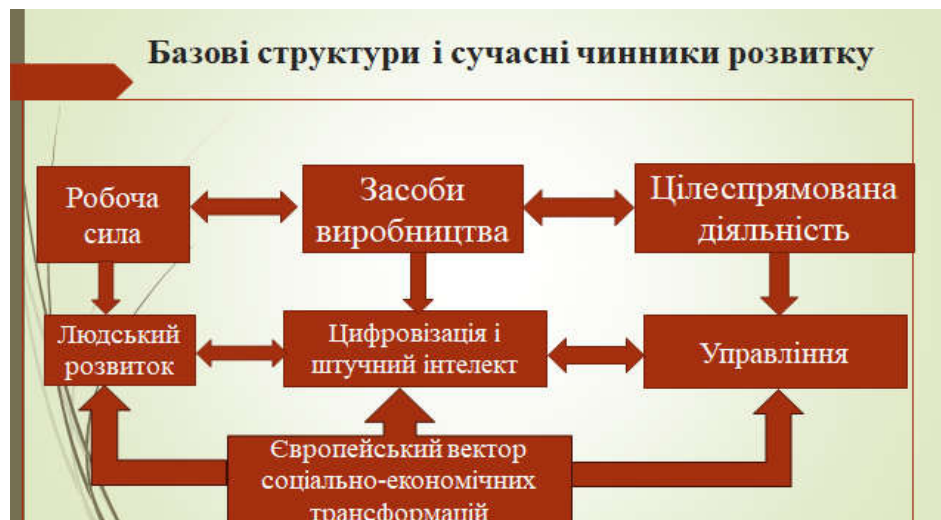 Базові структури і сучасні чинники розвитку
Робоча
сила
Засоби
виробництва
Цілеспрямована
діяльність
Людський
розвиток
Цифровізація і
штучний інтелект
Управління
Європейський вектор
соціально-економічних
трансформацій